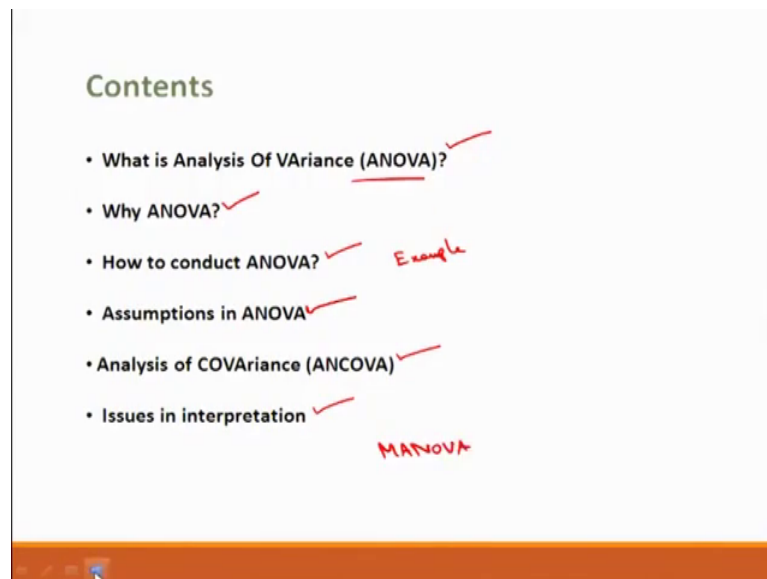 Contents
• What is Analysis Of VAriance (ANOVA)?
• Why ANOVA?
• How to conduct ANOVA? Example
• Assumptions in ANOVA
• Analysis of COVAriance (ANCOVA)
• Issues in interpretation
MANOVA